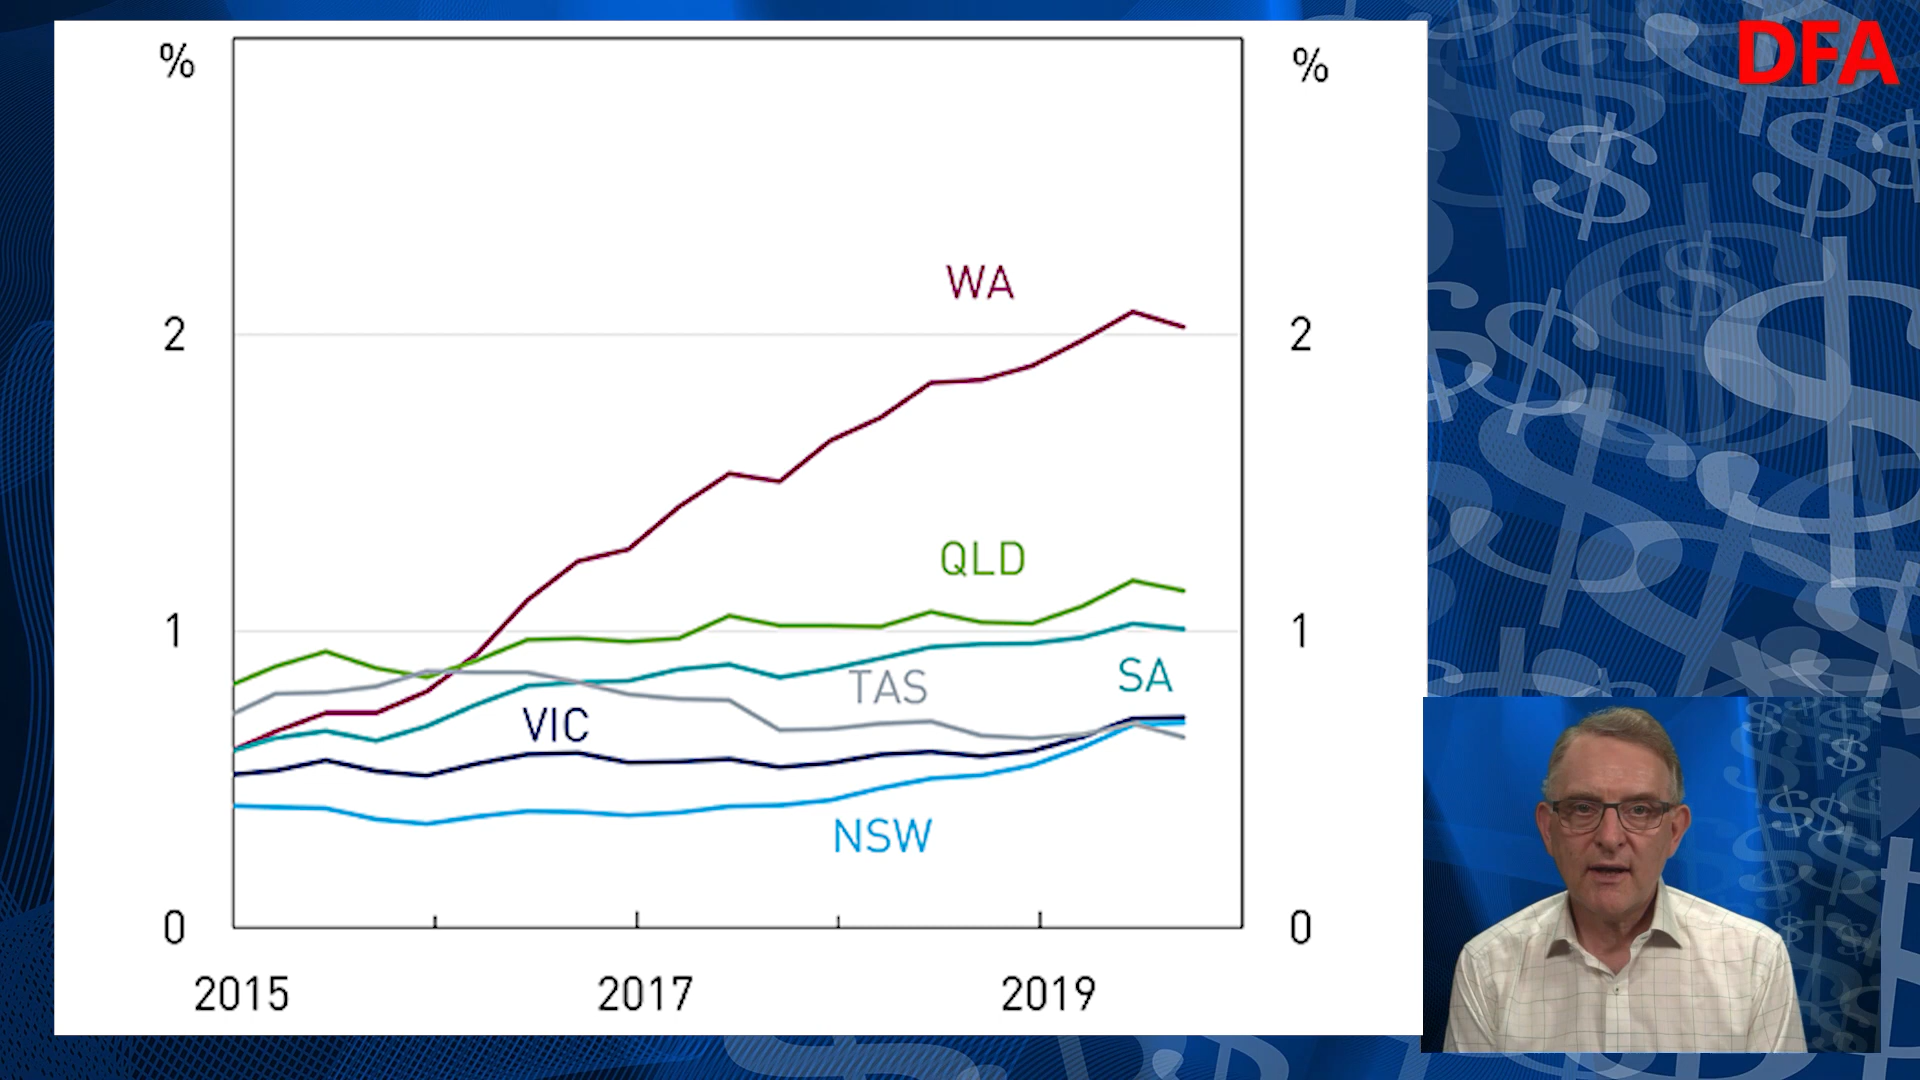 DFA
% %
WA
2 2
QLD
1 1
TAS SA
VIC
NSW
0 0
2015 2017 2019